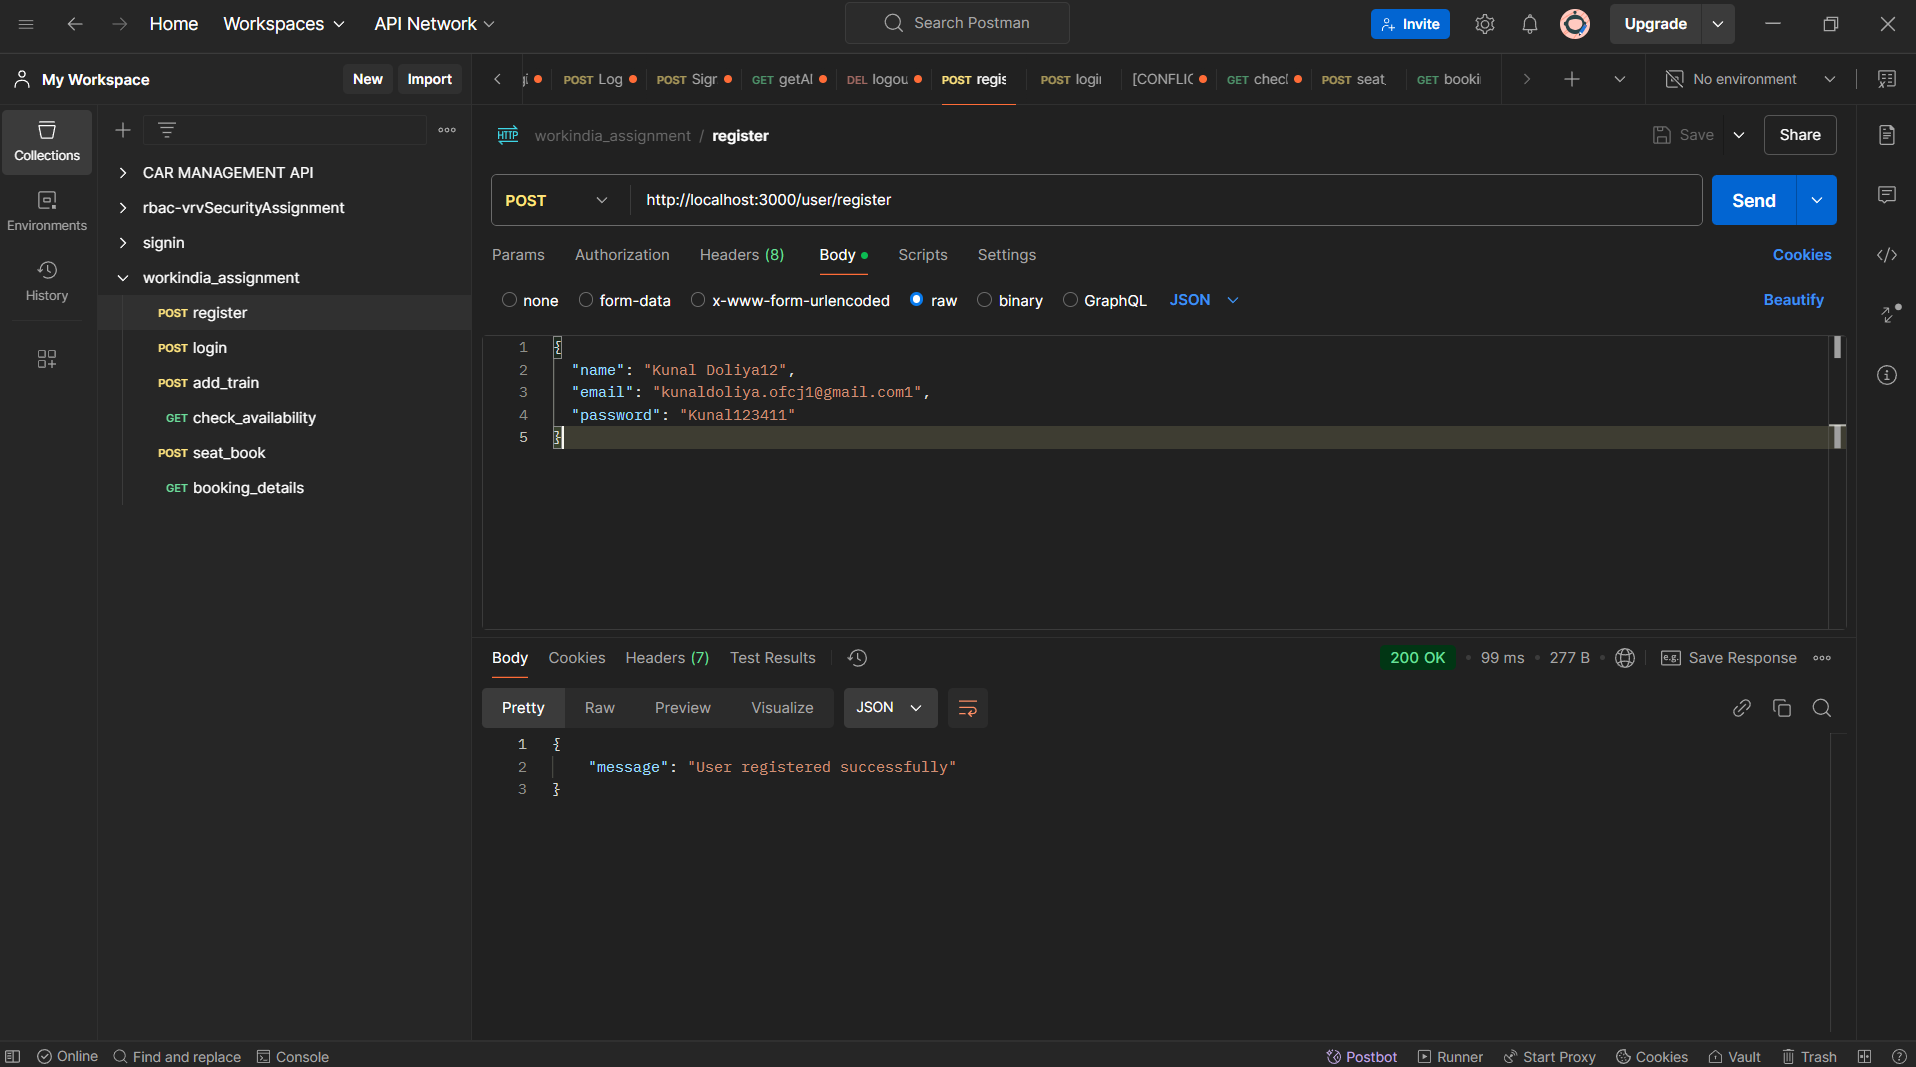 Home
Workspaces
API Network
Search Postman
Invite
Upgrade
My Workspace
New
Import
POST Log
POST Sigr
GET getAl
DEL logou
POST regis
POST login
[CONFLIC
GET check
POST seat_
GET booki
No environment
Collections
Environments
History
CAR MANAGEMENT API
rbac-vrvSecurityAssignment
signin
workindia_assignment
POST register
POST login
POST add_train
GET check_availability
POST seat_book
GET booking_details
HTTP
workindia_assignment / register
Save
Share
POST
http://localhost:3000/user/register
Send
Params
Authorization
Headers (8)
Body
Scripts
Settings
Cookies
none
form-data
x-www-form-urlencoded
raw
binary
GraphQL
JSON
Beautify
1 {
2 "name": "Kunal Doliya12",
3 "email": "kunaldoliya.ofcj1@gmail.com1",
4 "password": "Kunal123411"
5 }
Body
Cookies
Headers (7)
Test Results
200 OK
99 ms
277 B
e.g.
Save Response
Pretty
Raw
Preview
Visualize
JSON
1 {
2 "message": "User registered successfully"
3 }
Online
Find and replace
Console
Postbot
Runner
Start Proxy
Cookies
Vault
Trash